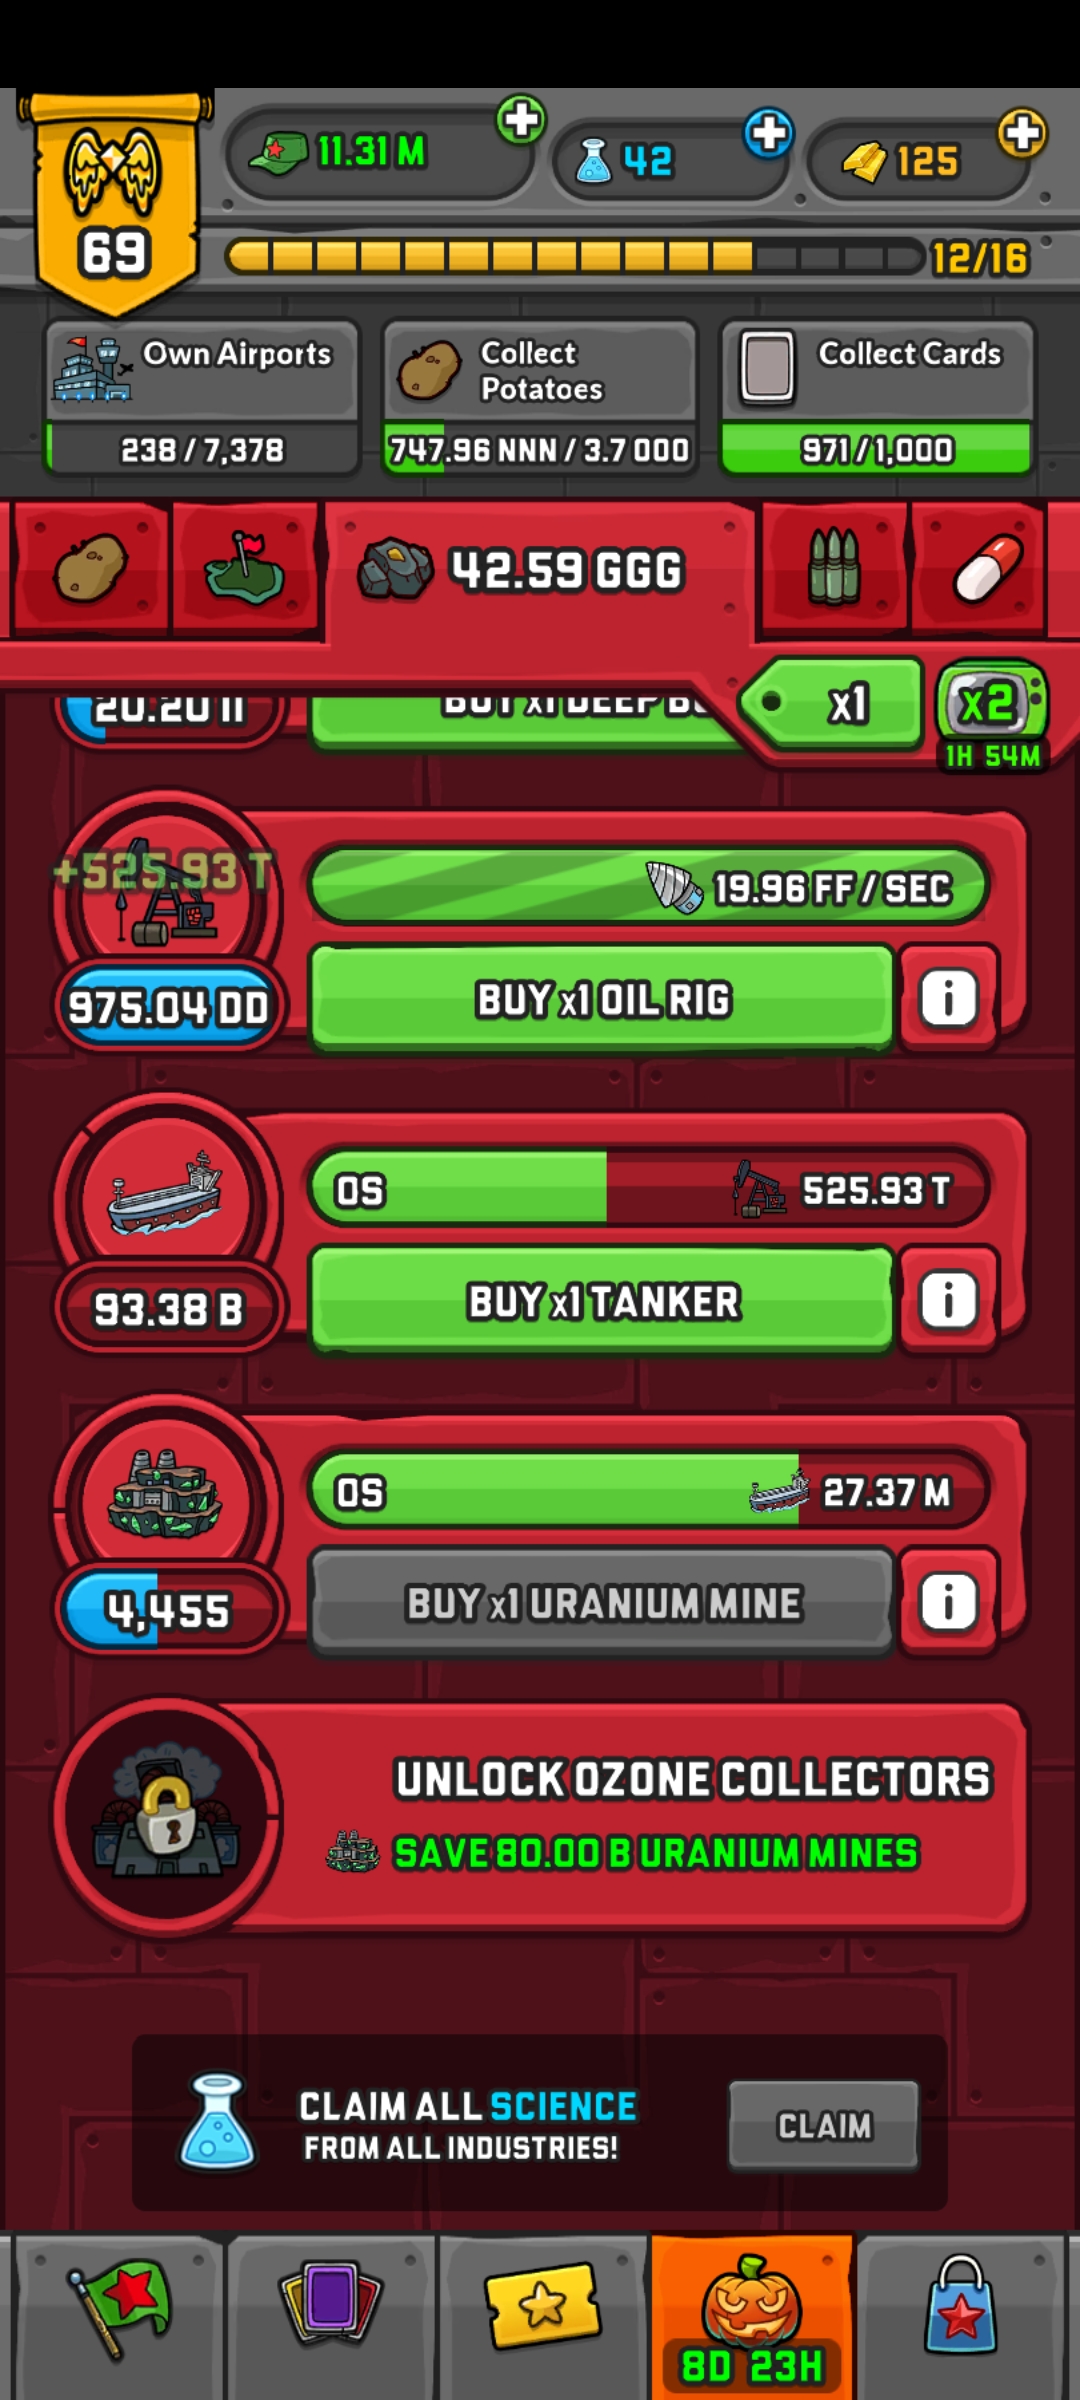 11.31 M
42
125
69
12/16
Own Airports
238 / 7,378
Collect
Potatoes
747.96 NNN / 3.7 OOO
Collect Cards
971 / 1,000
42.59 GGG
x1
x2
1H 54M
20.20 II
+525.93 T
19.96 FF / SEC
975.04 DD
BUY x1 OIL RIG
i
0S
525.93 T
93.38 B
BUY x1 TANKER
i
0S
27.37 M
4,455
BUY x1 URANIUM MINE
i
UNLOCK OZONE COLLECTORS
SAVE 80.00 B URANIUM MINES
CLAIM ALL SCIENCE
FROM ALL INDUSTRIES!
CLAIM
8D 23H